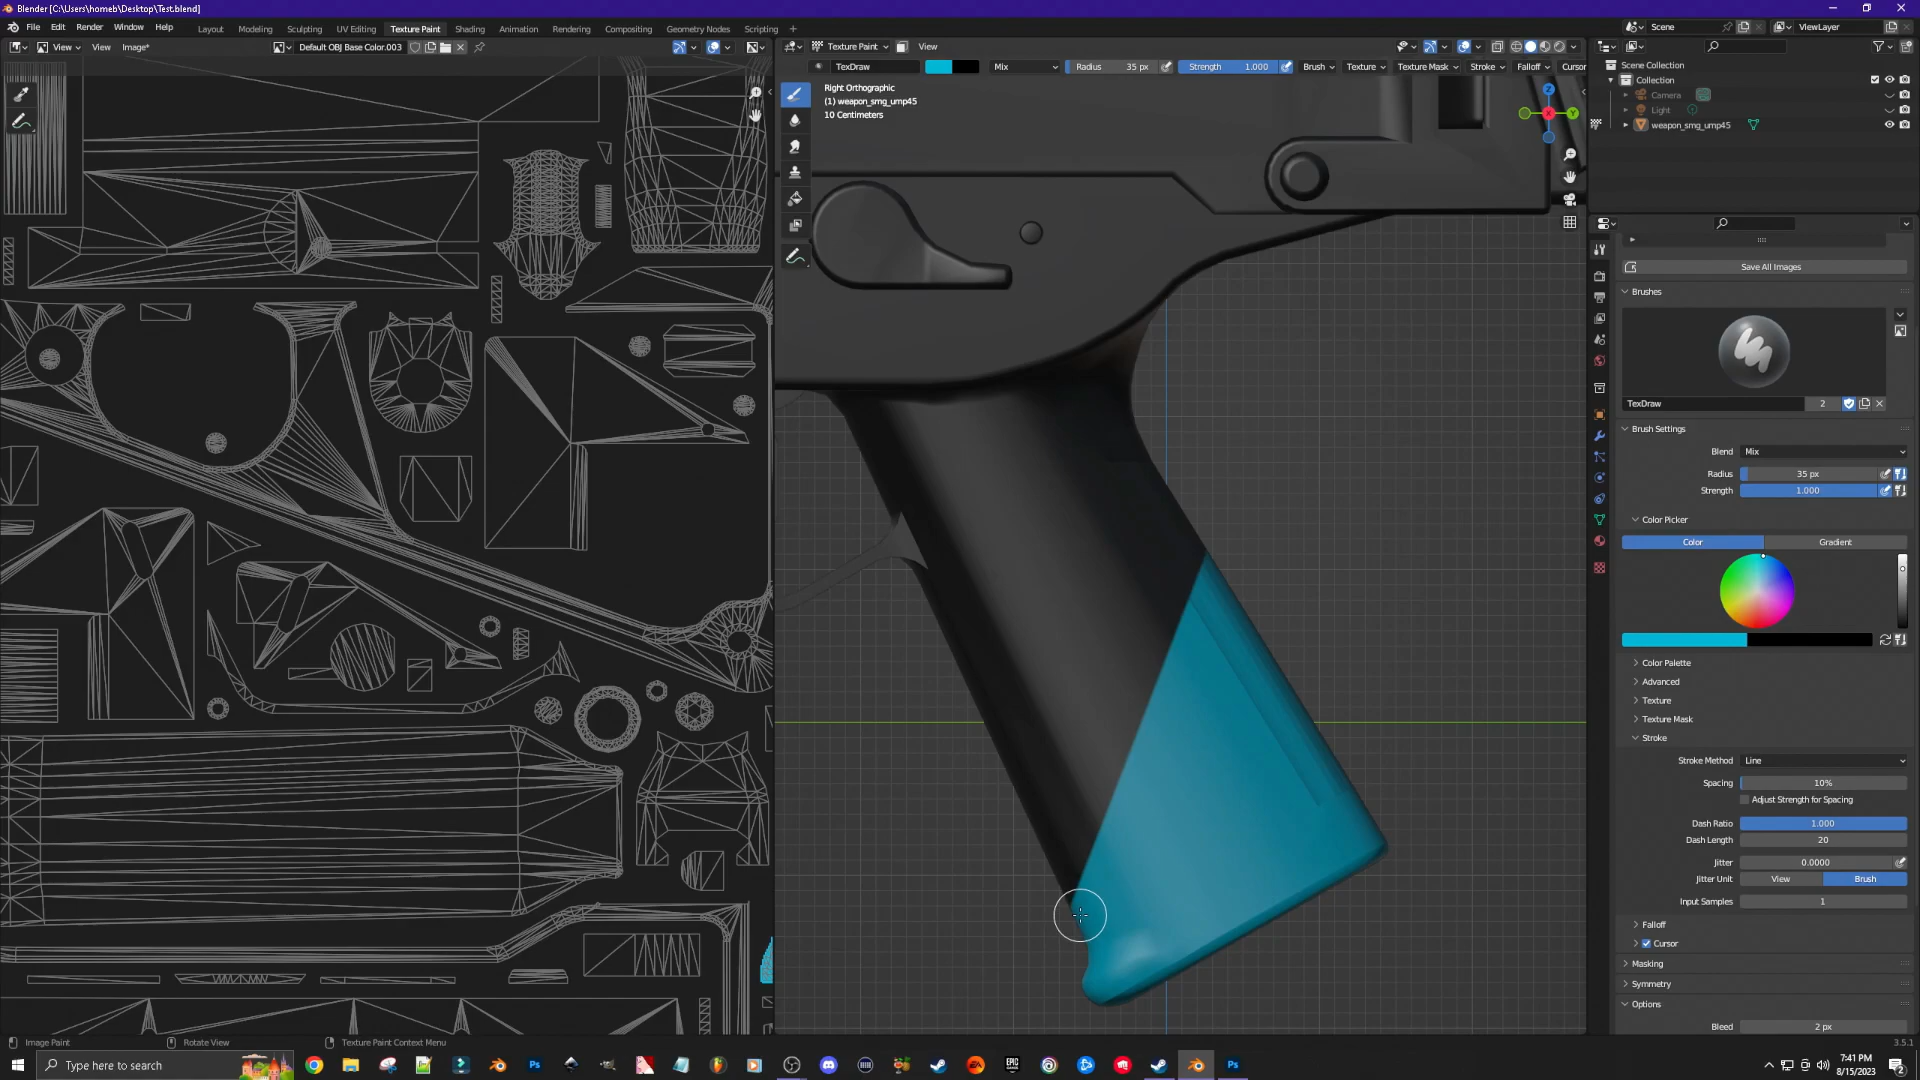 Blender [C:\Users\homeb\Desktop\Test.blend]
File Edit Render Window Help Layout Modeling Sculpting UV Editing Texture Paint Shading Animation Rendering Compositing Geometry Nodes Scripting + Scene ViewLayer
View View Image* Default OBJ Base Color.003 Texture Paint View
TexDraw Mix Radius 35 px Strength 1.000 Brush Texture Texture Mask Stroke Falloff Cursor
Right Orthographic
(1) weapon_smg_ump45
10 Centimeters
Z
X
Y
Scene Collection
Collection
Camera
Light
weapon_smg_ump45
Save All Images
Brushes
TexDraw 2
Brush Settings
Blend Mix
Radius 35 px
Strength 1.000
Color Picker
Color Gradient
Color Palette
Advanced
Texture
Texture Mask
Stroke
Stroke Method Line
Spacing 10%
Adjust Strength for Spacing
Dash Ratio 1.000
Dash Length 20
Jitter 0.0000
Jitter Unit View Brush
Input Samples 1
Falloff
Cursor
Masking
Symmetry
Options
Bleed 2 px
Image Paint Rotate View Texture Paint Context Menu 3.5.1
Type here to search
Ps
EA
EPIC GAMES
Ps
7:41 PM
8/15/2023
2